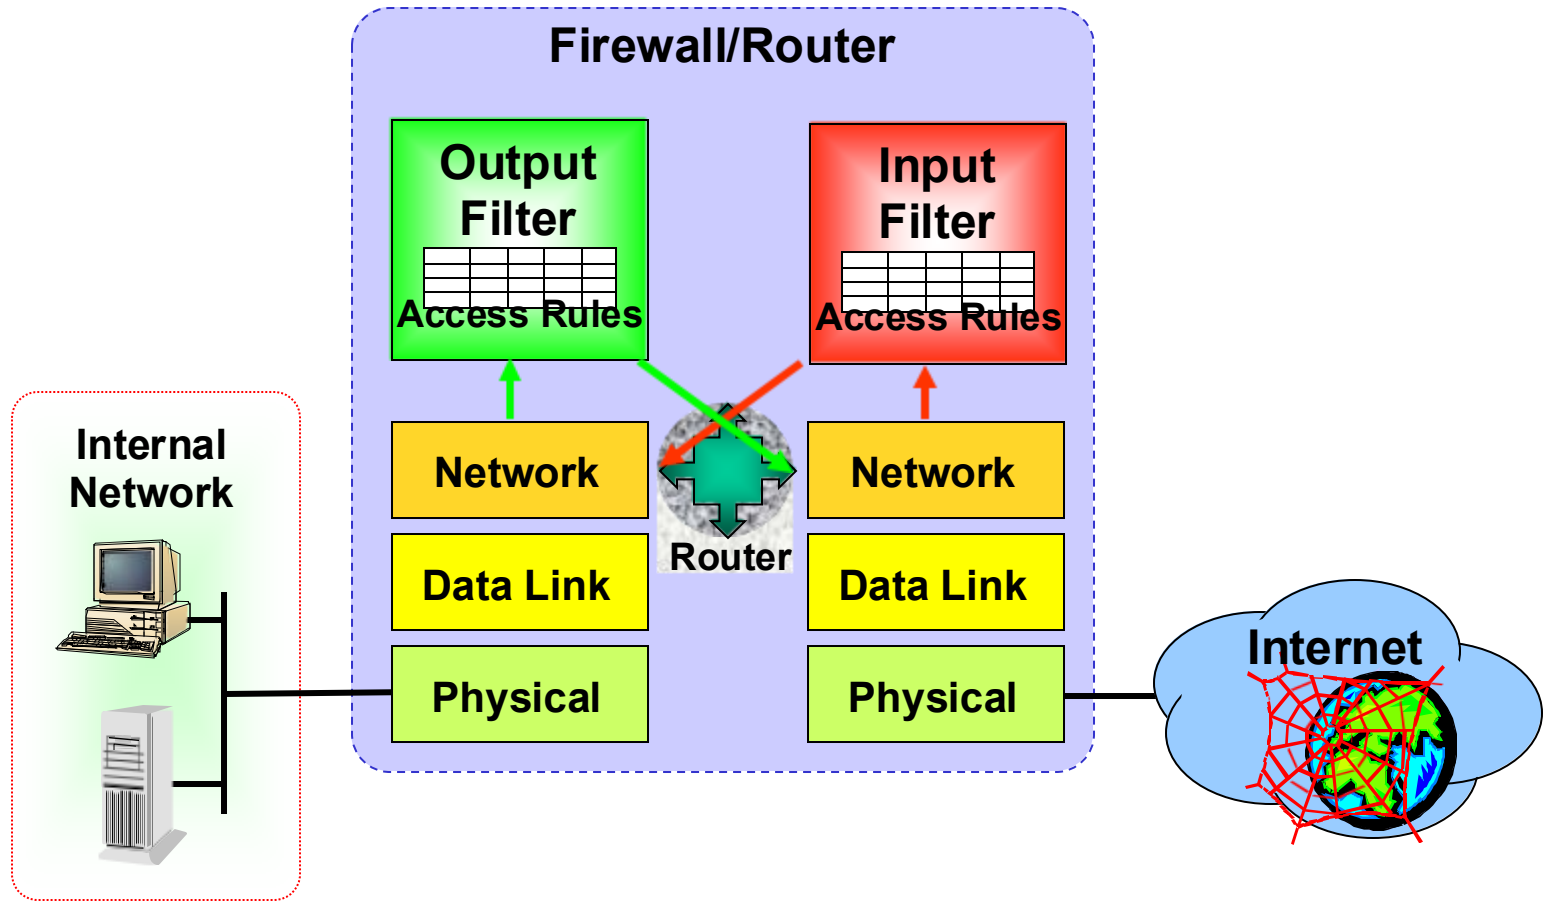 Firewall/Router
Output
Filter
Access Rules
Input
Filter
Access Rules
Internal
Network
Network
Data Link
Physical
Router
Network
Data Link
Physical
Internet